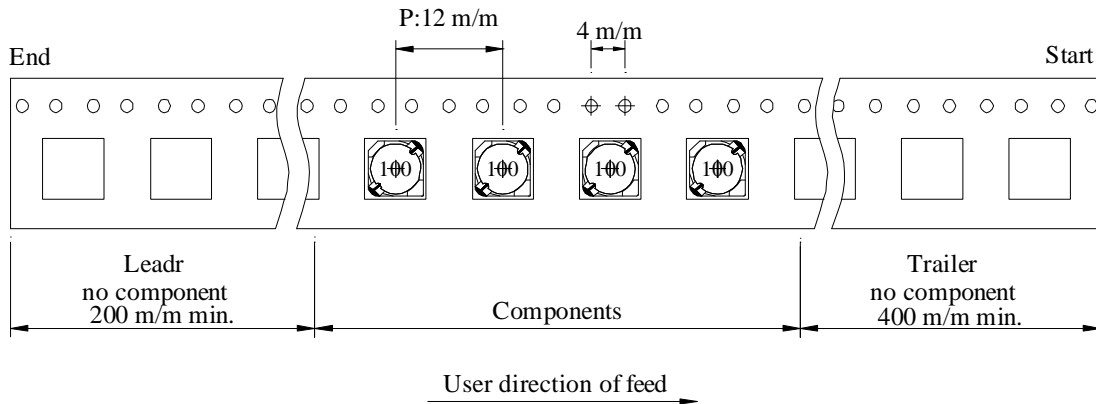 P:12 m/m
4 m/m
End
Start
100
100
100
100
Leadr
no component
200 m/m min.
Components
Trailer
no component
400 m/m min.
User direction of feed